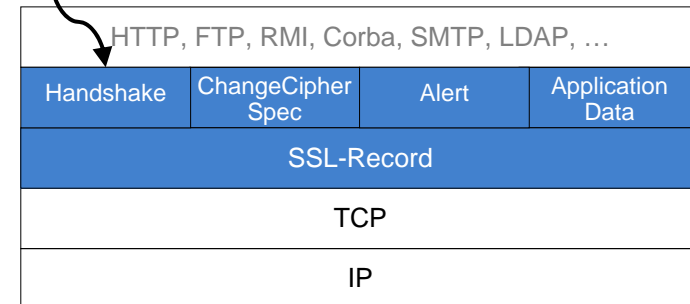 HTTP, FTP, RMI, Corba, SMTP, LDAP, …
Handshake
ChangeCipher
Spec
Alert
Application
Data
SSL-Record
TCP
IP